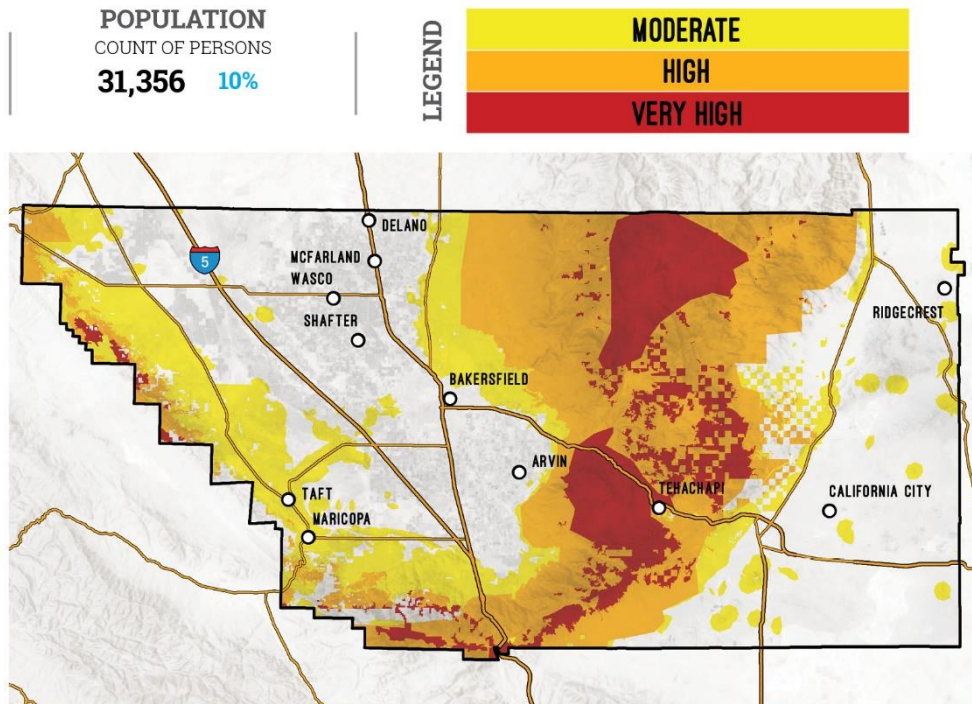 POPULATION
COUNT OF PERSONS
31,356 10%
LEGEND
MODERATE
HIGH
VERY HIGH
DELANO
MCFARLAND
WASCO
5
SHAFTER
RIDGECREST
BAKERSFIELD
ARVIN
TAFT
TEHACHAPI
CALIFORNIA CITY
MARICOPA